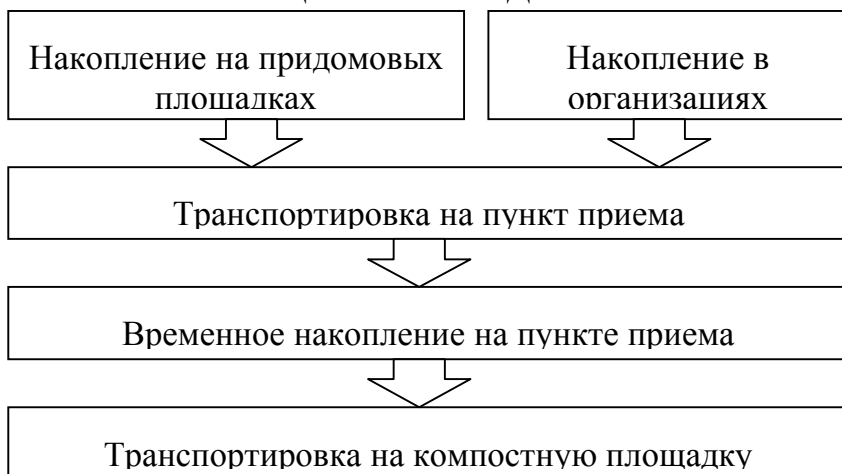 Накопление на придомовых
площадках
Накопление в
организациях
Транспортировка на пункт приема
Временное накопление на пункте приема
Транспортировка на компостную площадку